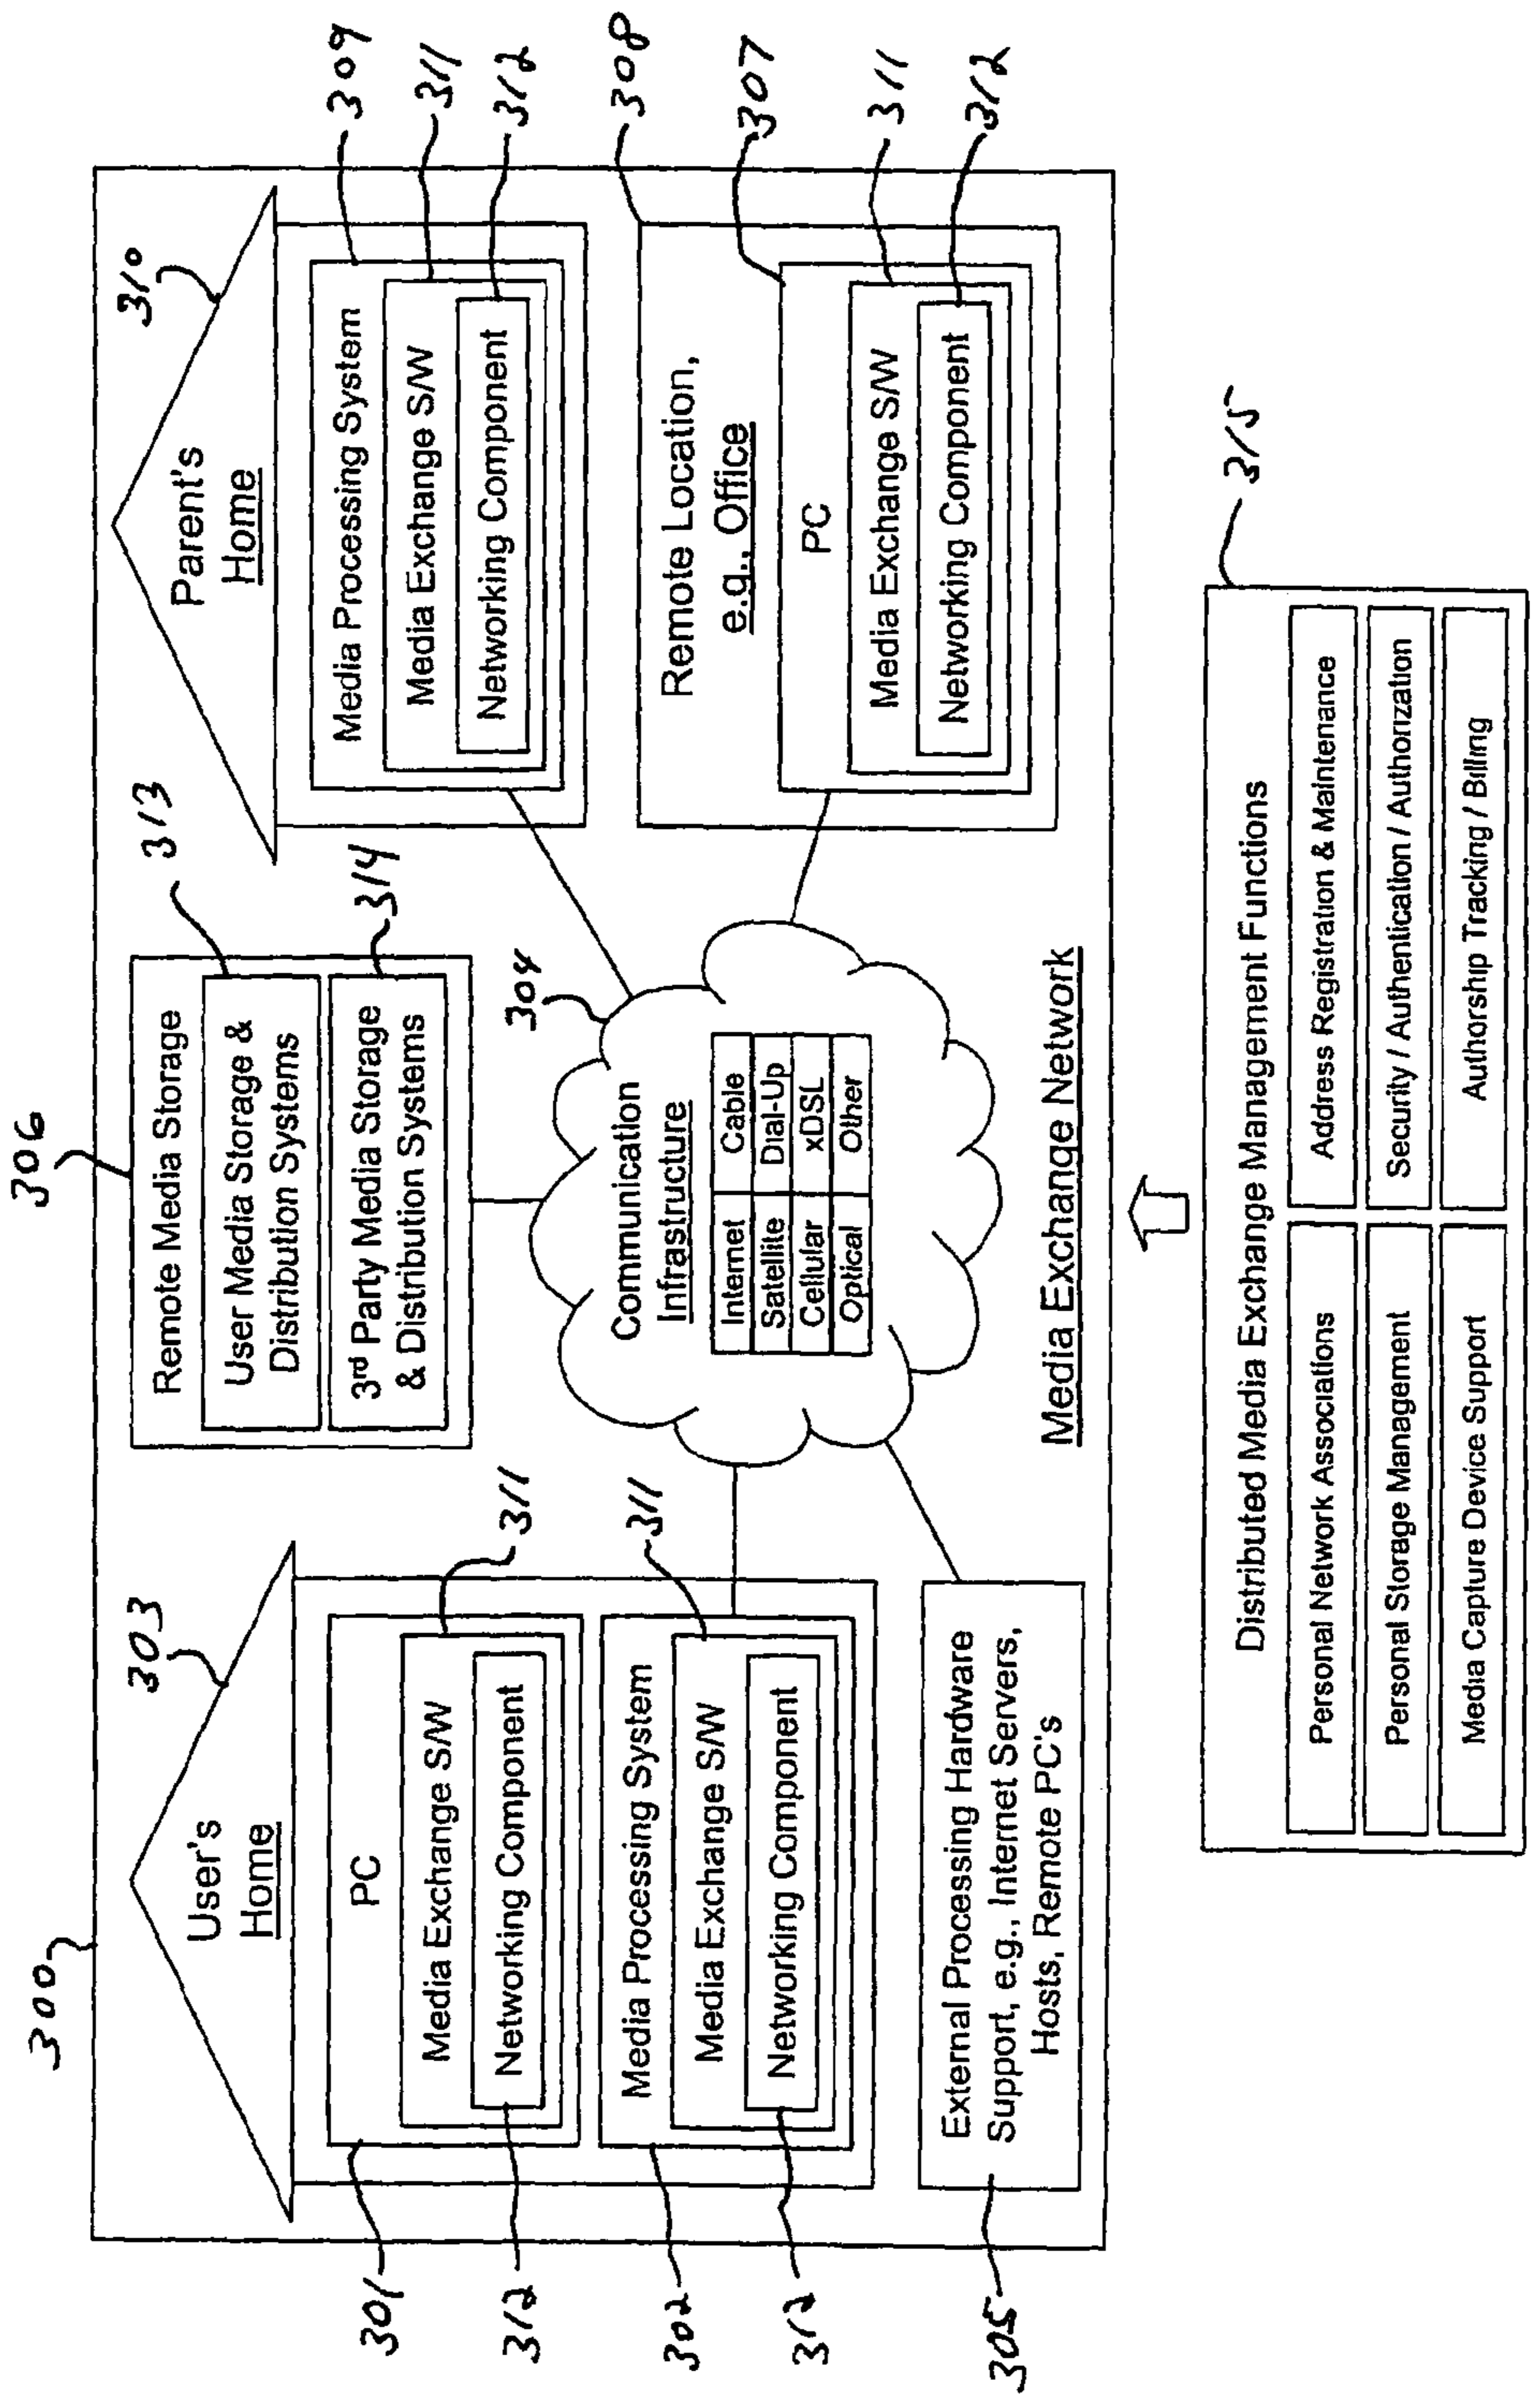 300
303
User's
Home
PC
Media Exchange S/W
Networking Component
301
311
312
Media Processing System
Media Exchange S/W
Networking Component
302
311
312
External Processing Hardware
Support, e.g., Internet Servers,
Hosts, Remote PC's
305
306
Remote Media Storage
User Media Storage &
Distribution Systems
313
3rd Party Media Storage
& Distribution Systems
314
304
Communication
Infrastructure
Internet Cable
Satellite Dial-Up
Cellular xDSL
Optical Other
310
Parent's
Home
Media Processing System
Media Exchange S/W
Networking Component
309
311
312
308
Remote Location,
e.g., Office
PC
Media Exchange S/W
Networking Component
307
311
312
Media Exchange Network
315
Distributed Media Exchange Management Functions
Personal Network Associations
Address Registration & Maintenance
Personal Storage Management
Security / Authentication / Authorization
Media Capture Device Support
Authorship Tracking / Billing